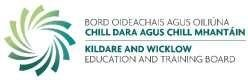 BORD OIDEACHAIS AGUS OILIÚNA
CHILL DARA AGUS CHILL MHANTÁIN
KILDARE AND WICKLOW
EDUCATION AND TRAINING BOARD